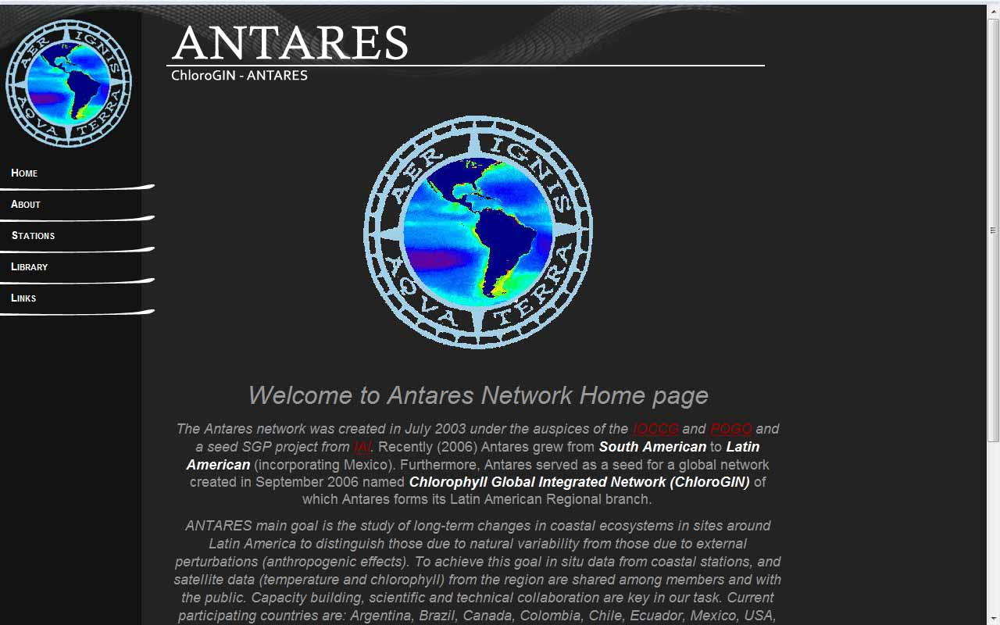 AER IGNIS
AQVA TERRA
ANTARES
ChloroGIN - ANTARES
HOME
ABOUT
STATIONS
LIBRARY
LINKS
AER IGNIS
AQVA TERRA
Welcome to Antares Network Home page
The Antares network was created in July 2003 under the auspices of the IOCCG and POGO and
a seed SGP project from IAI. Recently (2006) Antares grew from South American to Latin
American (incorporating Mexico). Furthermore, Antares served as a seed for a global network
created in September 2006 named Chlorophyll Global Integrated Network (ChloroGIN) of
which Antares forms its Latin American Regional branch.
ANTARES main goal is the study of long-term changes in coastal ecosystems in sites around
Latin America to distinguish those due to natural variability from those due to external
perturbations (anthropogenic effects). To achieve this goal in situ data from coastal stations, and
satellite data (temperature and chlorophyll) from the region are shared among members and with
the public. Capacity building, scientific and technical collaboration are key in our task. Current
participating countries are: Argentina, Brazil, Canada, Colombia, Chile, Ecuador, Mexico, USA,